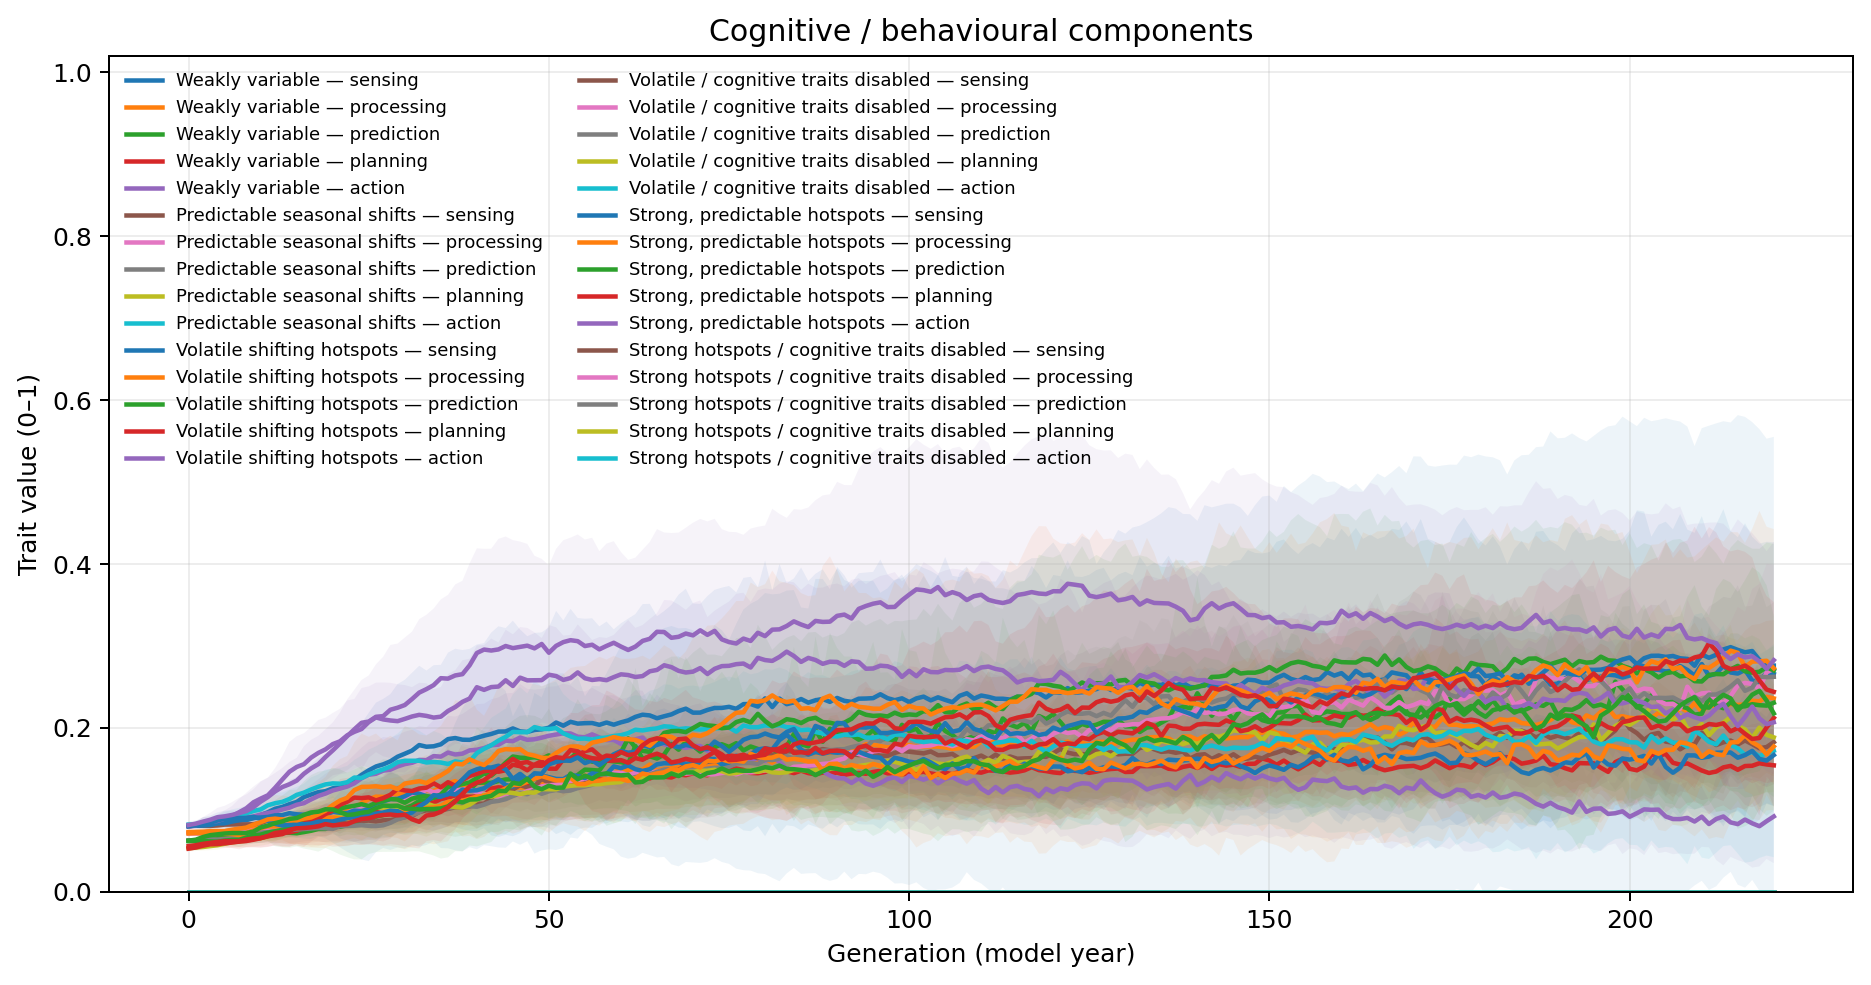 Cognitive / behavioural components
Trait value (0–1)
1.0
0.8
0.6
0.4
0.2
0.0
Weakly variable — sensing
Weakly variable — processing
Weakly variable — prediction
Weakly variable — planning
Weakly variable — action
Predictable seasonal shifts — sensing
Predictable seasonal shifts — processing
Predictable seasonal shifts — prediction
Predictable seasonal shifts — planning
Predictable seasonal shifts — action
Volatile shifting hotspots — sensing
Volatile shifting hotspots — processing
Volatile shifting hotspots — prediction
Volatile shifting hotspots — planning
Volatile shifting hotspots — action
Volatile / cognitive traits disabled — sensing
Volatile / cognitive traits disabled — processing
Volatile / cognitive traits disabled — prediction
Volatile / cognitive traits disabled — planning
Volatile / cognitive traits disabled — action
Strong, predictable hotspots — sensing
Strong, predictable hotspots — processing
Strong, predictable hotspots — prediction
Strong, predictable hotspots — planning
Strong, predictable hotspots — action
Strong hotspots / cognitive traits disabled — sensing
Strong hotspots / cognitive traits disabled — processing
Strong hotspots / cognitive traits disabled — prediction
Strong hotspots / cognitive traits disabled — planning
Strong hotspots / cognitive traits disabled — action
0 50 100 150 200
Generation (model year)